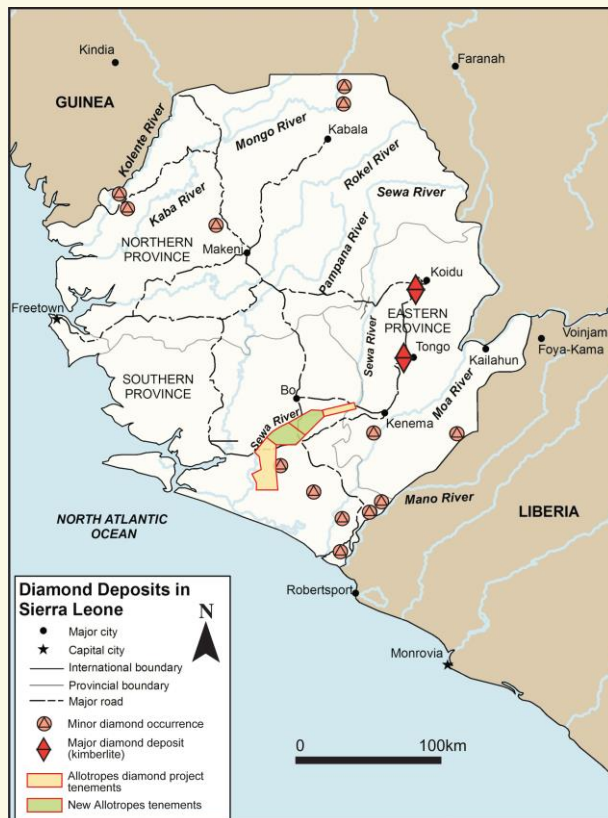 Kindia
Faranah
GUINEA
Kolente River
Mongo River
Kabala
Rokel River
Sewa River
Kaba River
NORTHERN
PROVINCE
Makeni
Pampana River
Koidu
Freetown
EASTERN
PROVINCE
Sewa River
Voinjam
Foya-Kama
Tongo
Kailahun
SOUTHERN
PROVINCE
Bo
Moa River
Sewa River
Kenema
Mano River
NORTH ATLANTIC
OCEAN
LIBERIA
Robertsport
Monrovia
Diamond Deposits in
Sierra Leone
N
Major city
Capital city
International boundary
Provincial boundary
Major road
Minor diamond occurrence
Major diamond deposit
(kimberlite)
Allotropes diamond project
tenements
New Allotropes tenements
0 100km